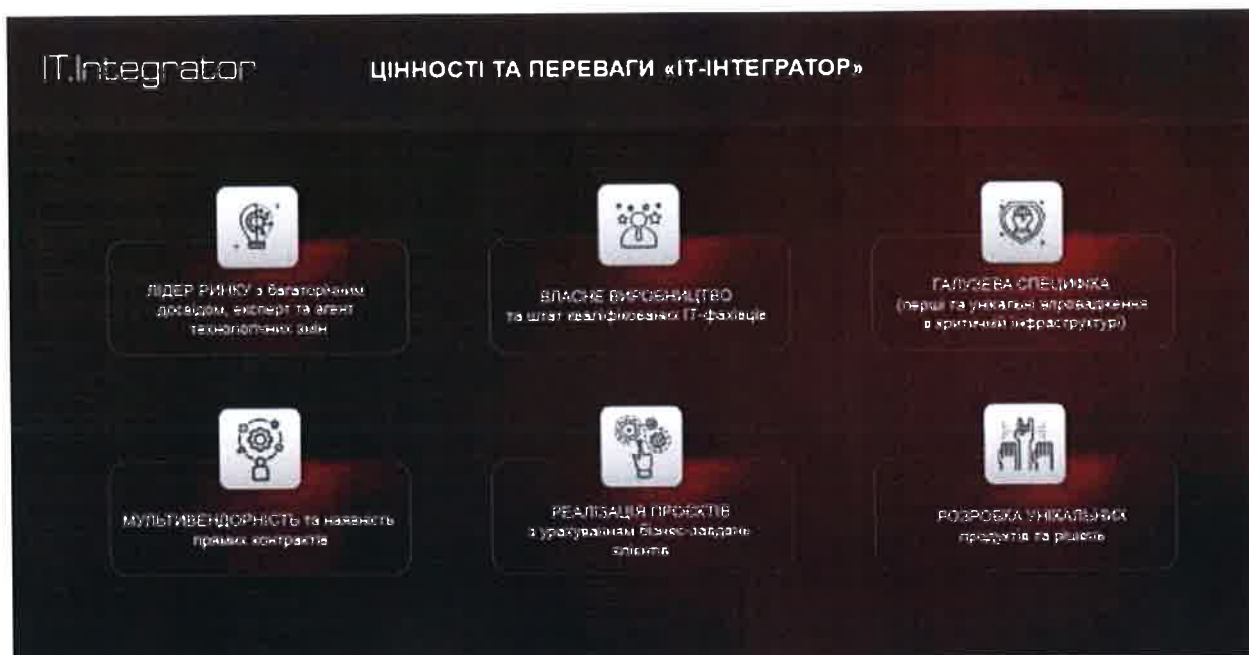 IT.Integrator
ЦІННОСТІ ТА ПЕРЕВАГИ «ІТ-ІНТЕГРАТОР»
ЛІДЕР РИНКУ з багаторічним
досвідом, експерт та агент
технологічних змін
ВЛАСНЕ ВИРОБНИЦТВО
та штат кваліфікованих ІТ-фахівців
ГАЛУЗЕВА СПЕЦИФІКА
(перші та унікальні впровадження
в критичній інфраструктурі)
МУЛЬТИВЕНДОРНІСТЬ та наявність
прямих контрактів
РЕАЛІЗАЦІЯ ПРОЄКТІВ
з урахуванням бізнес-завдань
клієнтів
РОЗРОБКА УНІКАЛЬНИХ
продуктів та рішень